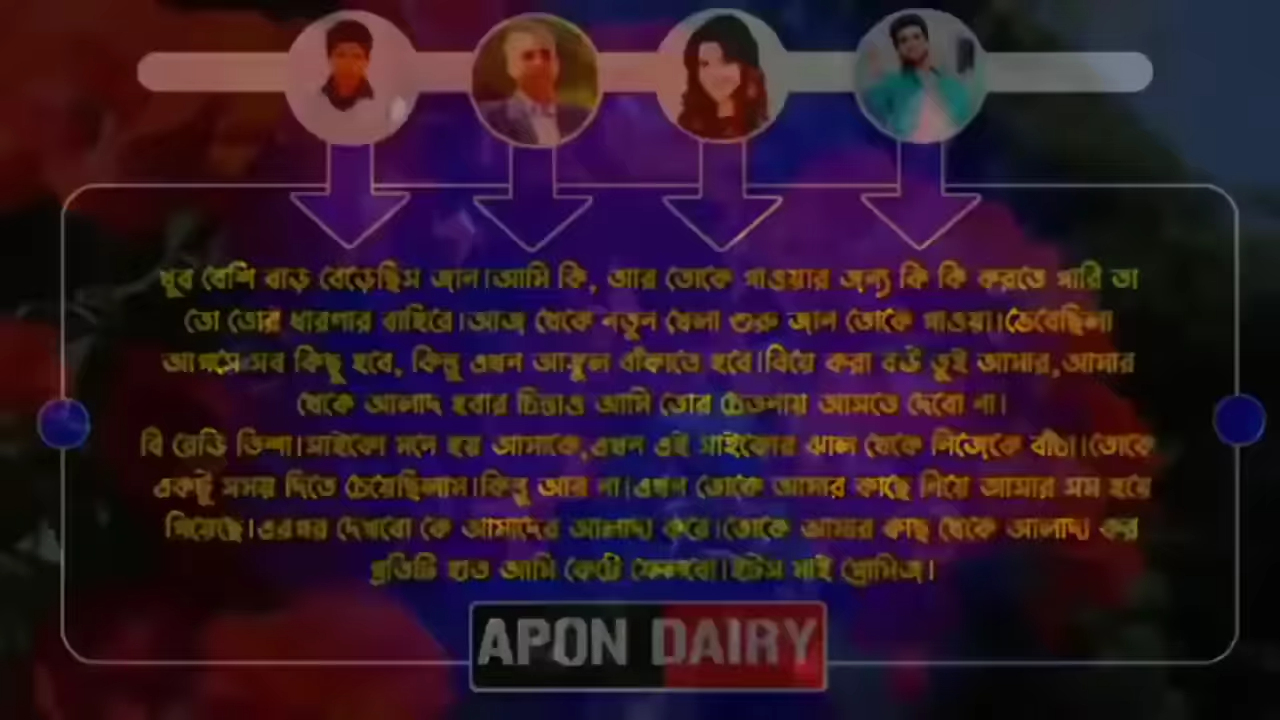 খুব বেশি বাড় বেড়েছিস জান।আমি কি, আর তোকে পাওয়ার জন্য কি কি করতে পারি তা
তো তোর ধারণার বাহিরে।আজ থেকে নতুন খেলা শুরু জান তোকে পাওয়া।ভেবেছিলা
আপসে সব কিছু হবে, কিন্তু এখন আঙ্গুল বাঁকাতে হবে।বিয়ে করা বউ তুই আমার,আমার
থেকে আলাদ হবার চিন্তাও আমি তোর চেতনায় আসতে দেবো না।
বি রেডি তিশা।সাইকো মনে হয় আমাকে,এখন এই সাইকোর ঝাল থেকে নিজেকে বাঁচা।তোকে
একটু সময় দিতে চেয়েছিলাম।কিন্তু আর না।এখন তোকে আমার কাছে নিয়ে আসার সময় হয়ে
গিয়েছে।এরপর দেখবো কে আমাদের আলাদা করে।তোকে আমার কাছ থেকে আলাদা কর
প্রতিটি হাত আমি কেটে ফেলবো।ইটস মাই প্রোমিজ।
APON DAIRY